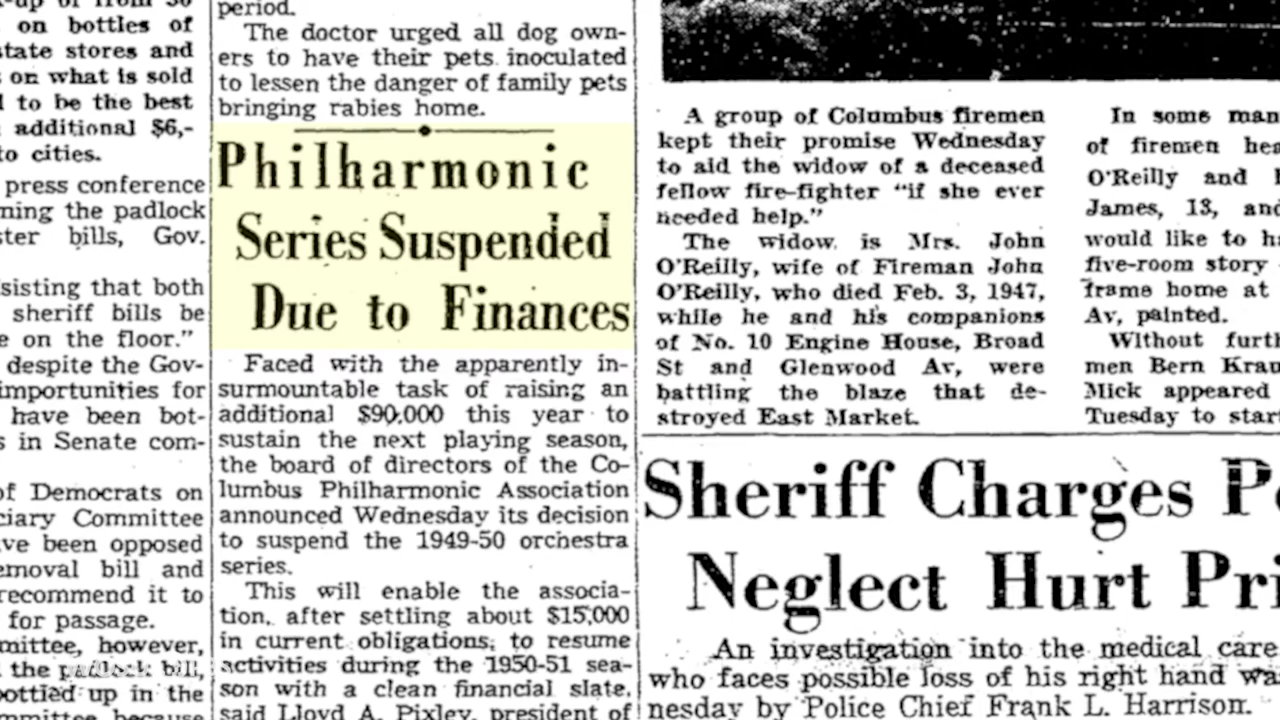 on bottles of
state stores and
on what is sold
to be the best
additional $6,-
to cities.
press conference
ning the padlock
ster bills, Gov.
sisting that both
sheriff bills be
e on the floor."
despite the Gov-
importunities for
have been bot-
s in Senate com-
of Democrats on
ciary Committee
ve been opposed
emoval bill and
recommend it to
for passage.
mittee, however,
the padlock bill,
bottled up in the
mmittee because
period.
The doctor urged all dog own-
ers to have their pets inoculated
to lessen the danger of family pets
bringing rabies home.
Philharmonic
Series Suspended
Due to Finances
Faced with the apparently in-
surmountable task of raising an
additional $90,000 this year to
sustain the next playing season,
the board of directors of the Co-
lumbus Philharmonic Association
announced Wednesday its decision
to suspend the 1949-50 orchestra
series.
This will enable the associa-
tion, after settling about $15,000
in current obligations, to resume
activities during the 1950-51 sea-
son with a clean financial slate,
said Lloyd A. Pixley, president of
A group of Columbus firemen
kept their promise Wednesday
to aid the widow of a deceased
fellow fire-fighter "if she ever
needed help."
The widow is Mrs. John
O'Reilly, wife of Fireman John
O'Reilly, who died Feb. 3, 1947,
while he and his companions
of No. 10 Engine House, Broad
St and Glenwood Av, were
battling the blaze that de-
stroyed East Market.
In some man
of firemen hea
O'Reilly and
James, 13, and
would like to ha
five-room story
frame home at
Av, painted.
Without furth
men Bern Krau
Mick appeared
Tuesday to star
Sheriff Charges
Neglect Hurt Pri
An investigation into the medical care
who faces possible loss of his right hand wa
nesday by Police Chief Frank L. Harrison.